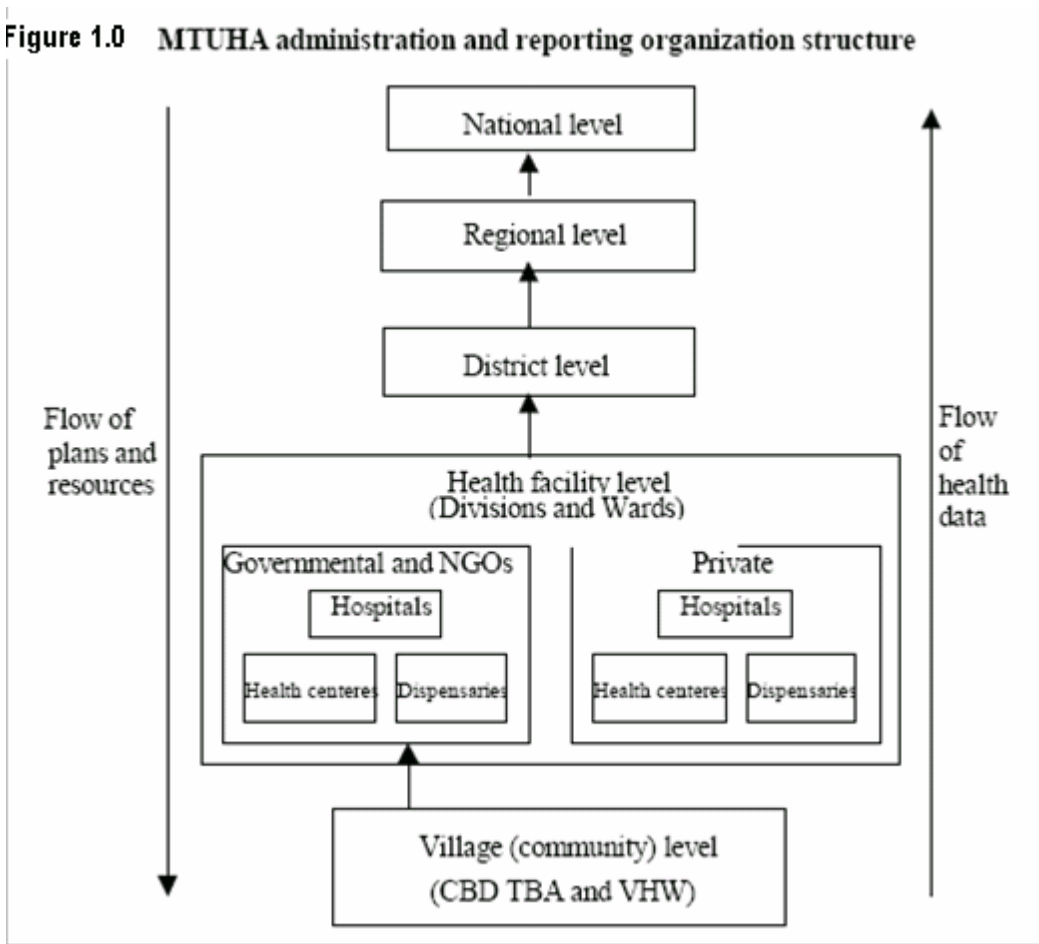 Figure 1.0 MTUHA administration and reporting organization structure
National level
Regional level
District level
Flow of
plans and
resources
Flow
of
health
data
Health facility level
(Divisions and Wards)
Governmental and NGOs
Hospitals
Health centeres
Dispensaries
Private
Hospitals
Health centeres
Dispensaries
Village (community) level
(CBD TBA and VHW)